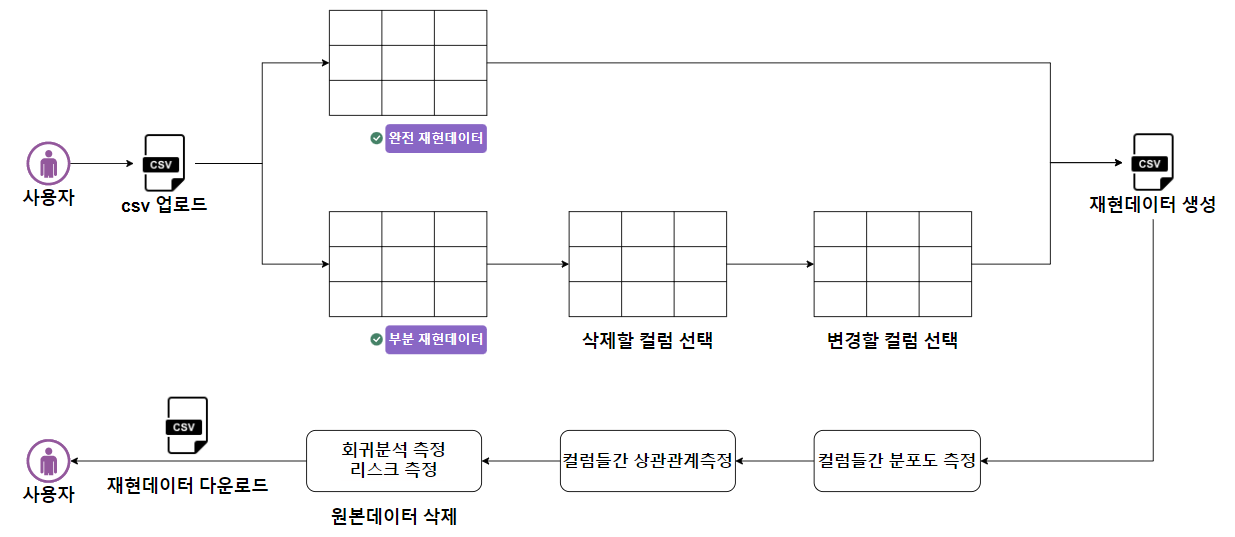 완전 재현데이터
CSV
사용자
csv 업로드
CSV
재현데이터 생성
부분 재현데이터
삭제할 컬럼 선택
변경할 컬럼 선택
CSV
사용자
재현데이터 다운로드
회귀분석 측정
리스크 측정
원본데이터 삭제
컬럼들간 상관관계측정
컬럼들간 분포도 측정